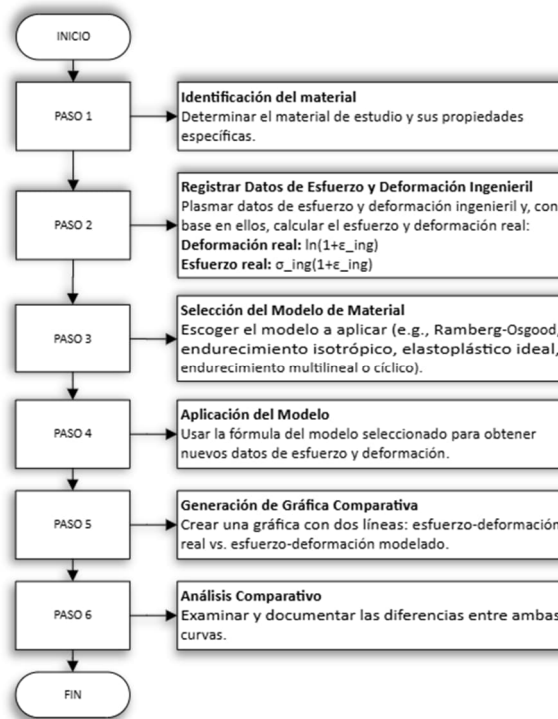 INICIO
PASO 1
Identificación del material
Determinar el material de estudio y sus propiedades
específicas.
PASO 2
Registrar Datos de Esfuerzo y Deformación Ingenieril
Plasmar datos de esfuerzo y deformación ingenieril y, con
base en ellos, calcular el esfuerzo y deformación real:
Deformación real: ln(1+ε_ing)
Esfuerzo real: σ_ing(1+ε_ing)
PASO 3
Selección del Modelo de Material
Escoger el modelo a aplicar (e.g., Ramberg-Osgood,
endurecimiento isotrópico, elastoplástico ideal,
endurecimiento multilineal o cíclico).
PASO 4
Aplicación del Modelo
Usar la fórmula del modelo seleccionado para obtener
nuevos datos de esfuerzo y deformación.
PASO 5
Generación de Gráfica Comparativa
Crear una gráfica con dos líneas: esfuerzo-deformación
real vs. esfuerzo-deformación modelado.
PASO 6
Análisis Comparativo
Examinar y documentar las diferencias entre ambas
curvas.
FIN